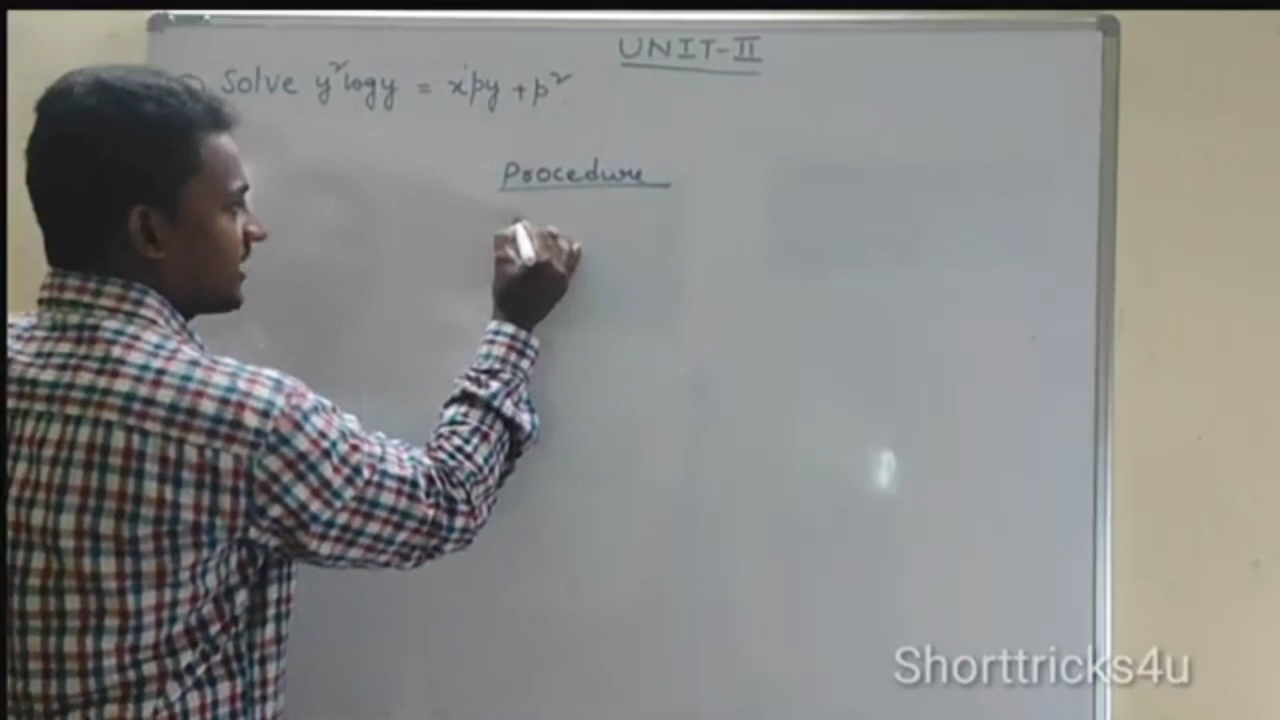 UNIT-II
Solve y²logy = xpy + p²
Procedure
Shorttricks4u